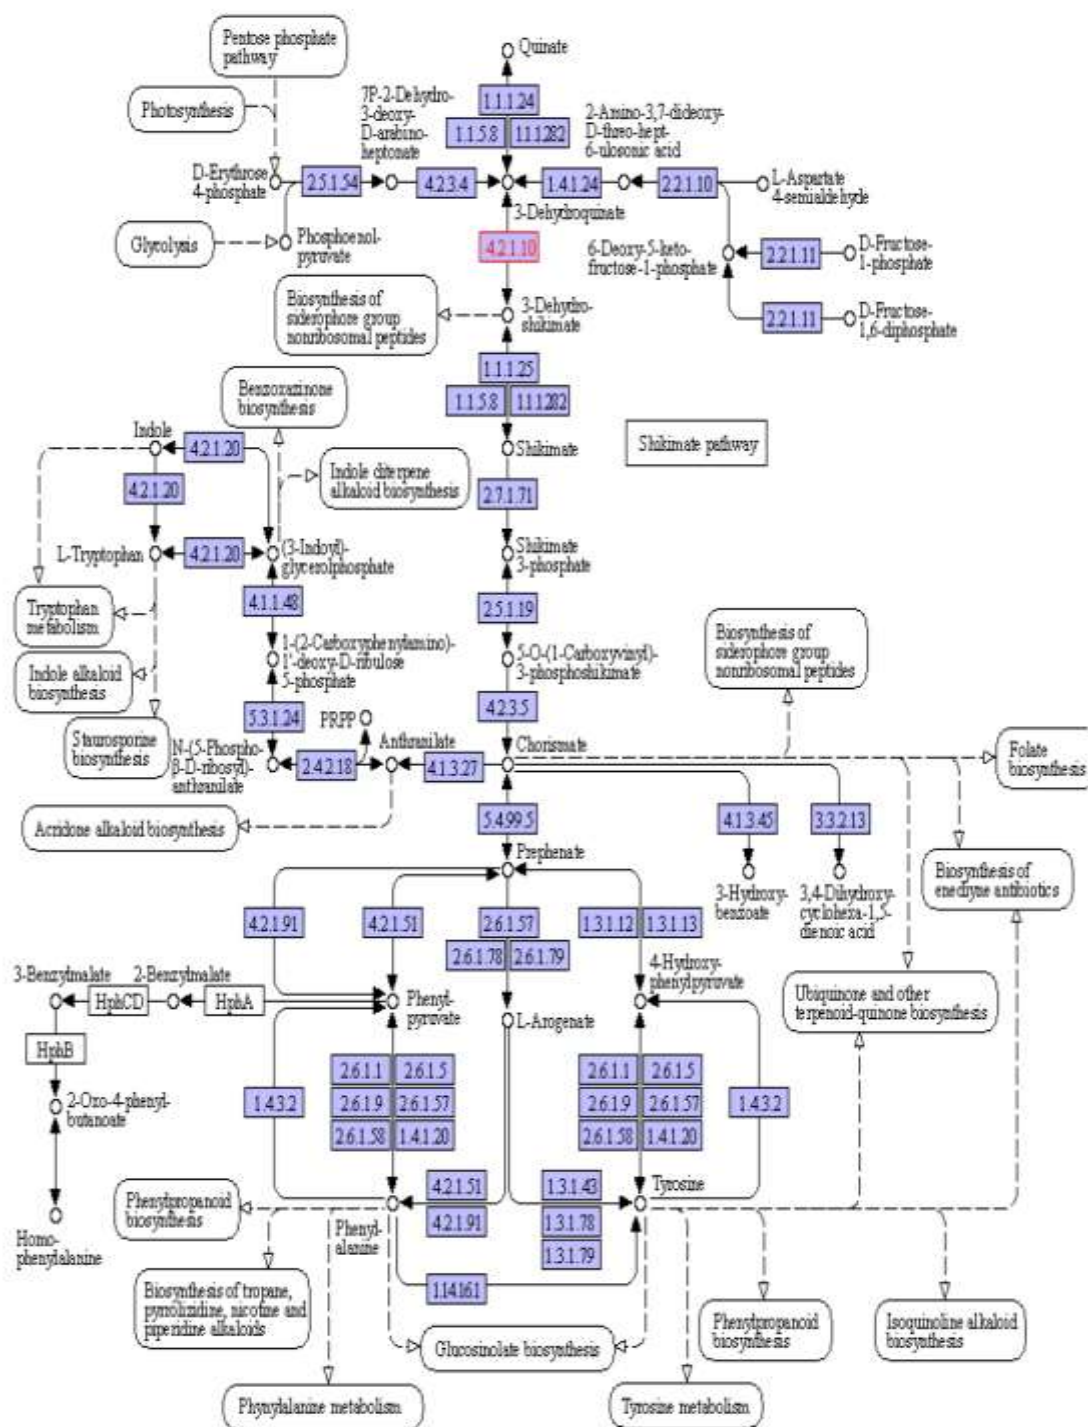 Pentose phosphate
pathway
Quinate
Photosynthesis
7P-2-Dehydro-
3-deoxy-
D-arabino-
heptonate
1.1.1.24
1.1.5.8
1.1.1.282
2-Amino-3,7-dideoxy-
D-threo-hept-
6-ulosonic acid
D-Erythrose
4-phosphate
2.5.1.54
4.2.3.4
1.4.1.24
2.2.1.10
L-Aspartate
4-semialdehyde
3-Dehydroquinate
Glycolysis
Phosphoenol-
pyruvate
4.2.1.10
6-Deoxy-5-keto-
fructose-1-phosphate
2.2.1.11
D-Fructose-
1-phosphate
Biosynthesis of
siderophore group
nonribosomal peptides
3-Dehydro-
shikimate
2.2.1.11
D-Fructose-
1,6-diphosphate
1.1.1.25
1.1.5.8
1.1.1.282
Benzoxazinone
biosynthesis
Indole
4.2.1.20
Shikimate
Shikimate pathway
4.2.1.20
Indole diterpene
alkaloid biosynthesis
2.7.1.71
L-Tryptophan
4.2.1.20
(3-Indoyl)-
glycerolphosphate
Shikimate
3-phosphate
Tryptophan
metabolism
4.1.1.48
2.5.1.19
Indole alkaloid
biosynthesis
1-(2-Carboxyphenylamino)-
1'-deoxy-D-ribulose
5-phosphate
5-O-(1-Carboxyvinyl)-
3-phosphoshikimate
Biosynthesis of
siderophore group
nonribosomal peptides
5.3.1.24
PRPP
4.2.3.5
Staurosporine
biosynthesis
N-(5-Phospho-
β-D-ribosyl)-
anthranilate
2.4.2.18
Anthranilate
4.1.3.27
Chorismate
Folate
biosynthesis
Acridone alkaloid biosynthesis
5.4.99.5
4.1.3.45
3.3.2.13
Prephenate
3-Hydroxy-
benzoate
3,4-Dihydroxy-
cyclohexa-1,5-
dienoic acid
Biosynthesis of
enediyne antibiotics
4.2.1.91
4.2.1.51
2.6.1.57
2.6.1.78
2.6.1.79
1.3.1.12
1.3.1.13
3-Benzylmalate
2-Benzylmalate
HphCD
HphA
Phenyl-
pyruvate
L-Arogenate
4-Hydroxy-
phenylpyruvate
Ubiquinone and other
terpenoid-quinone biosynthesis
HphB
2-Oxo-4-phenyl-
butanoate
1.4.3.2
2.6.1.1
2.6.1.5
2.6.1.9
2.6.1.57
2.6.1.58
1.4.1.20
2.6.1.1
2.6.1.5
2.6.1.9
2.6.1.57
2.6.1.58
1.4.1.20
1.4.3.2
Homo-
phenylalanine
Phenylpropanoid
biosynthesis
Phenyl-
alanine
4.2.1.51
4.2.1.91
1.3.1.43
1.3.1.78
1.3.1.79
Tyrosine
1.14.16.1
Biosynthesis of tropane,
pyrrolizidine, nicotine and
piperidine alkaloids
Glucosinolate biosynthesis
Phenylpropanoid
biosynthesis
Isoquinoline alkaloid
biosynthesis
Phynylalanine metabolism
Tyrosine metabolism